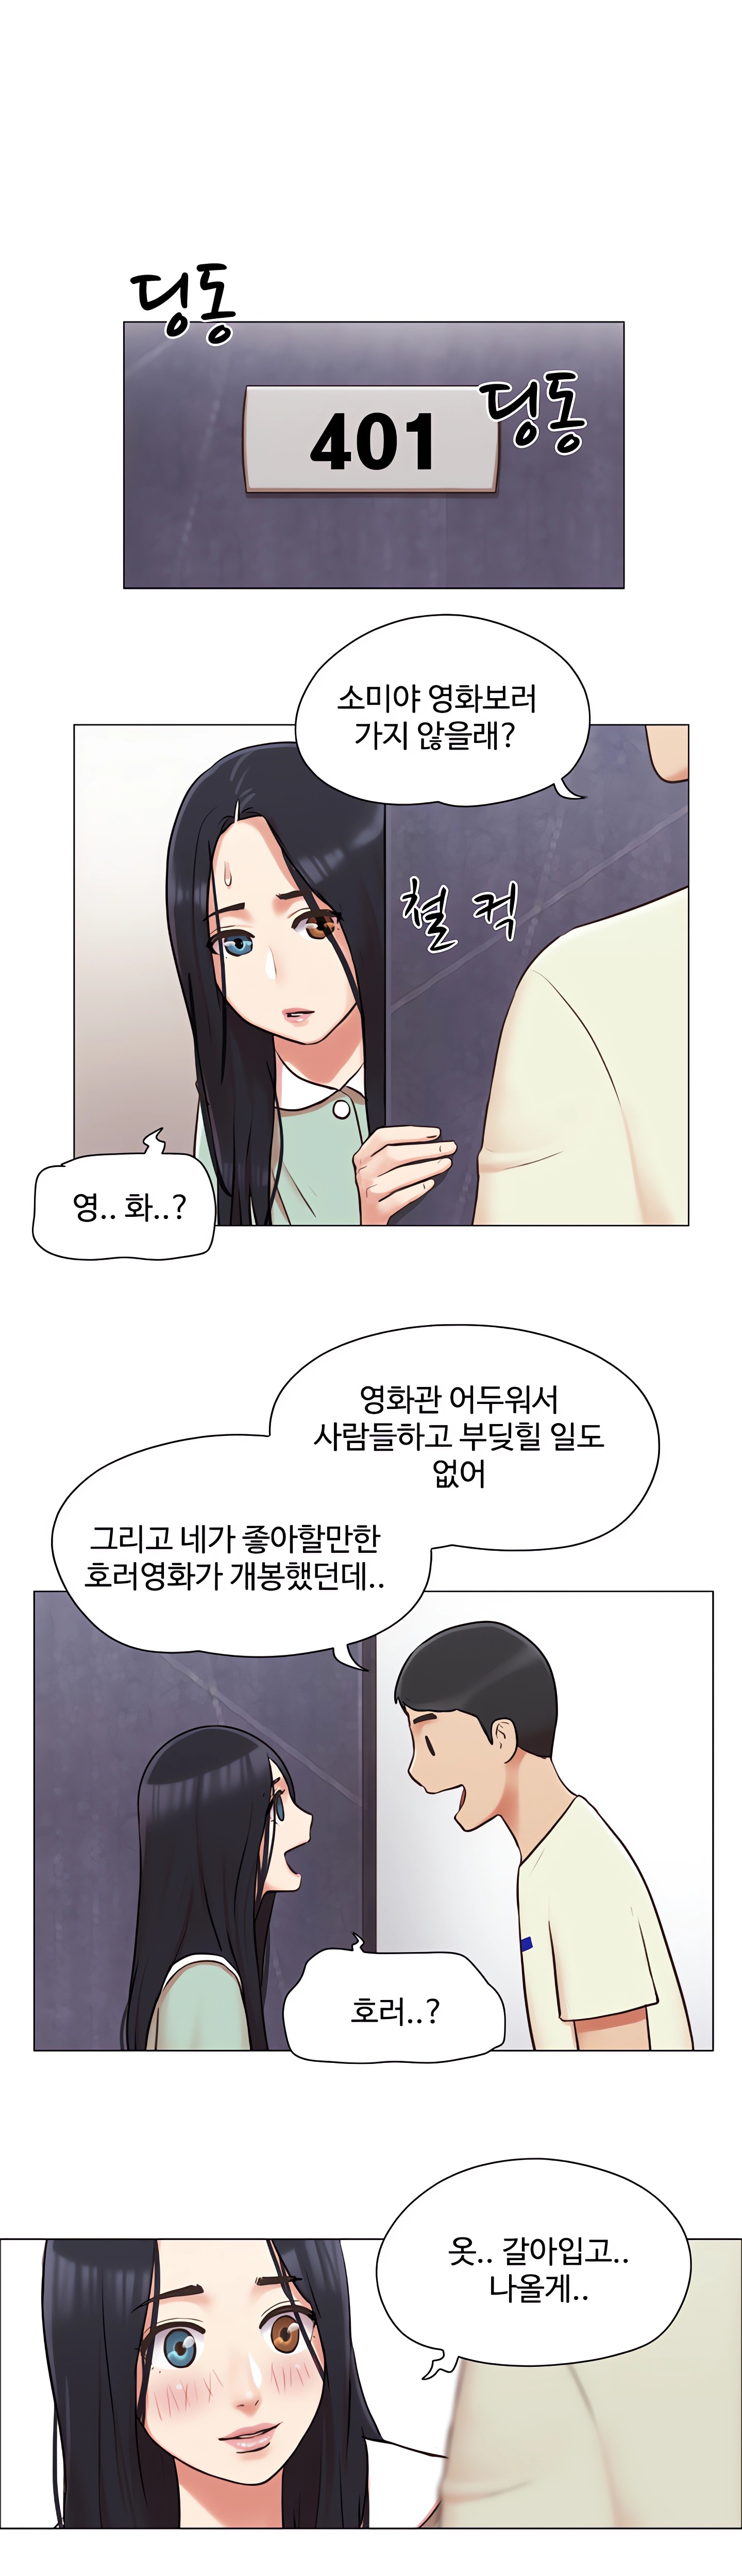 딩동
401
딩동
소미야 영화보러
가지 않을래?
철컥
영.. 화..?
영화관 어두워서
사람들하고 부딪힐 일도
없어
그리고 네가 좋아할만한
호러영화가 개봉했던데..
호러..?
옷.. 갈아입고..
나올게..